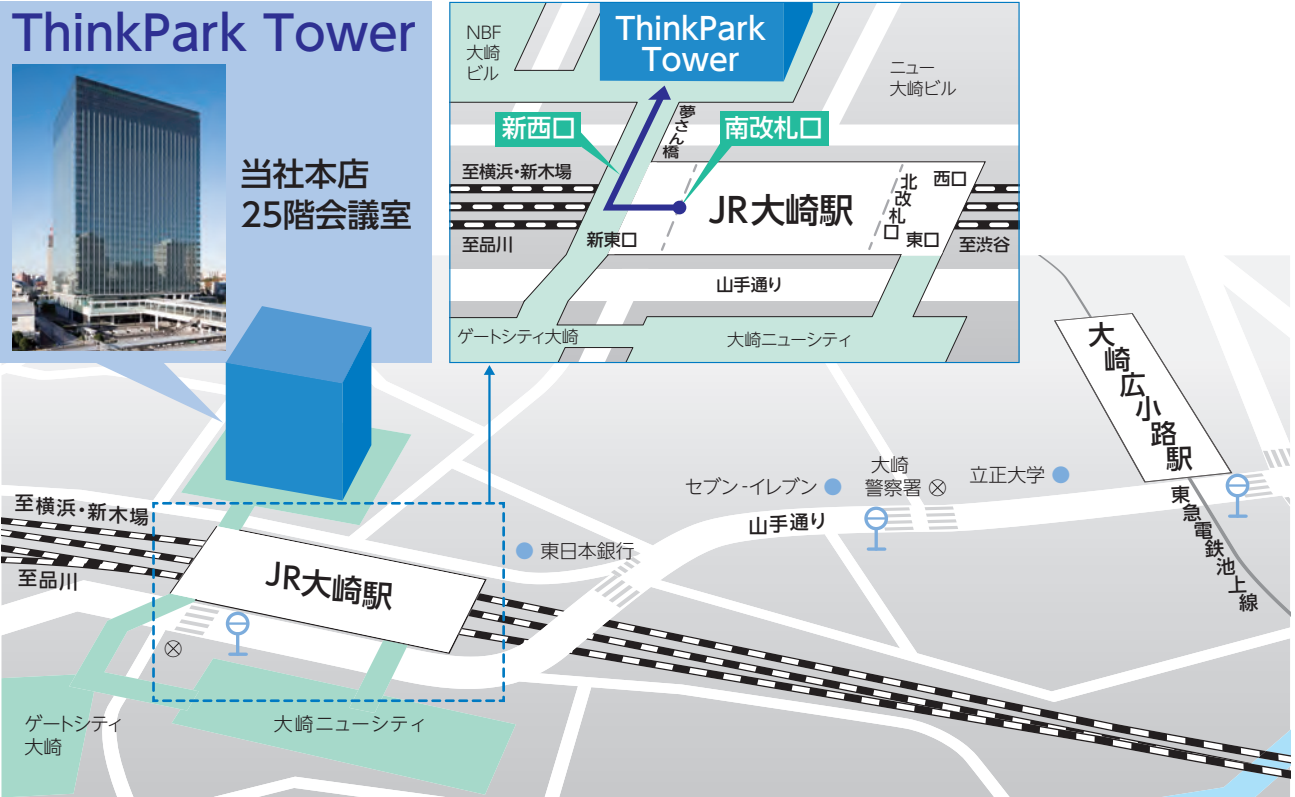 ThinkPark Tower
当社本店
25階会議室
NBF
大崎
ビル
ThinkPark
Tower
ニュー
大崎ビル
新西口
夢さん橋
南改札口
至横浜・新木場
JR大崎駅
北改札口
西口
至品川
新東口
東口
至渋谷
山手通り
ゲートシティ大崎
大崎ニューシティ
大崎広小路駅
セブン-イレブン
大崎
警察署
立正大学
山手通り
東急電鉄池上線
至横浜・新木場
東日本銀行
至品川
JR大崎駅
ゲートシティ
大崎
大崎ニューシティ